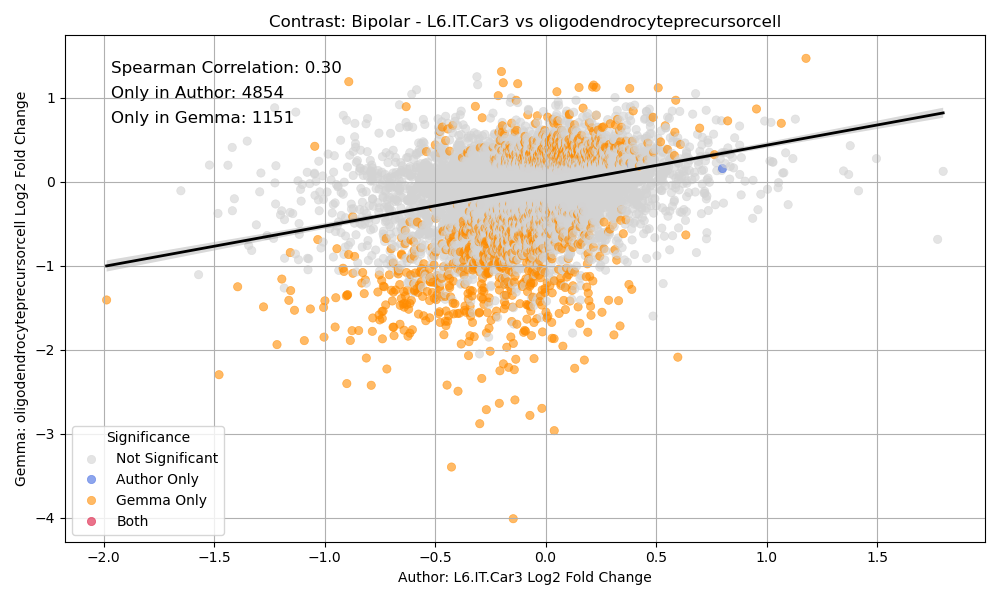 Contrast: Bipolar - L6.IT.Car3 vs oligodendrocyteprecursorcell
Spearman Correlation: 0.30
Only in Author: 4854
Only in Gemma: 1151
Gemma: oligodendrocyteprecursorcell Log2 Fold Change
1
0
−1
−2
−3
−4
Significance
Not Significant
Author Only
Gemma Only
Both
−2.0 −1.5 −1.0 −0.5 0.0 0.5 1.0 1.5
Author: L6.IT.Car3 Log2 Fold Change